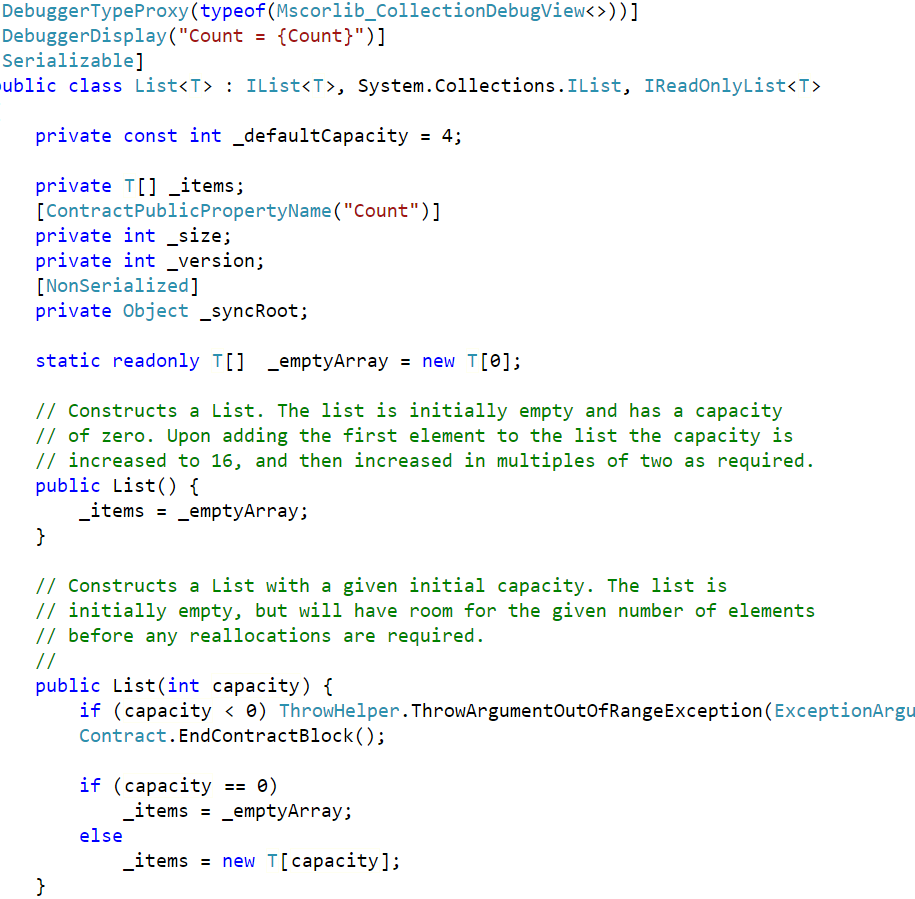 DebuggerTypeProxy(typeof(Mscorlib_CollectionDebugView<>))]
DebuggerDisplay("Count = {Count}")]
Serializable]
public class List<T> : IList<T>, System.Collections.IList, IReadOnlyList<T>
private const int _defaultCapacity = 4;
private T[] _items;
[ContractPublicPropertyName("Count")]
private int _size;
private int _version;
[NonSerialized]
private Object _syncRoot;
static readonly T[]  _emptyArray = new T[0];
// Constructs a List. The list is initially empty and has a capacity
// of zero. Upon adding the first element to the list the capacity is
// increased to 16, and then increased in multiples of two as required.
public List() {
_items = _emptyArray;
}
// Constructs a List with a given initial capacity. The list is
// initially empty, but will have room for the given number of elements
// before any reallocations are required.
//
public List(int capacity) {
if (capacity < 0) ThrowHelper.ThrowArgumentOutOfRangeException(ExceptionArgu
Contract.EndContractBlock();
if (capacity == 0)
_items = _emptyArray;
else
_items = new T[capacity];
}